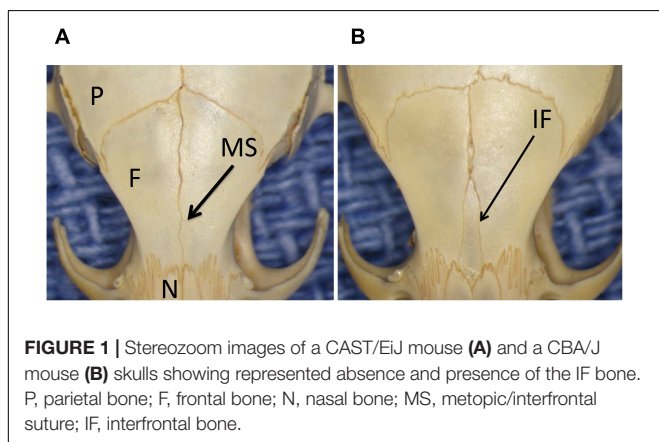 A
B
P
IF
MS
F
N
FIGURE 1 | Stereozoom images of a CAST/EiJ mouse (A) and a CBA/J
mouse (B) skulls showing represented absence and presence of the IF bone.
P, parietal bone; F, frontal bone; N, nasal bone; MS, metopic/interfrontal
suture; IF, interfrontal bone.